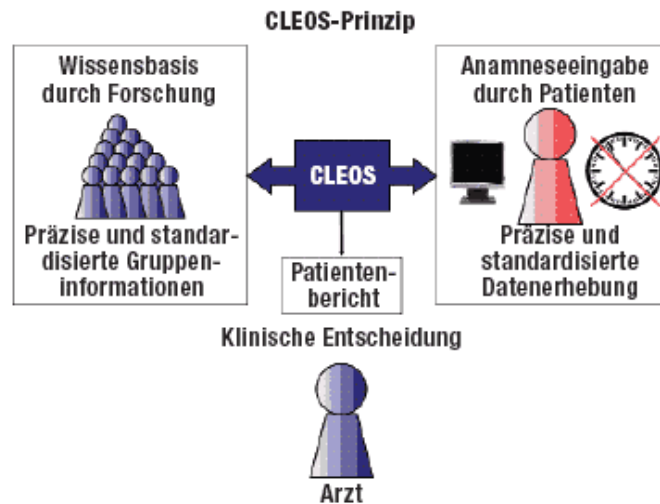 CLEOS-Prinzip
Wissensbasis
durch Forschung
Präzise und standar-
disierte Gruppen-
informationen
CLEOS
Patienten-
bericht
Anamneseeingabe
durch Patienten
Präzise und
standardisierte
Datenerhebung
Klinische Entscheidung
Arzt